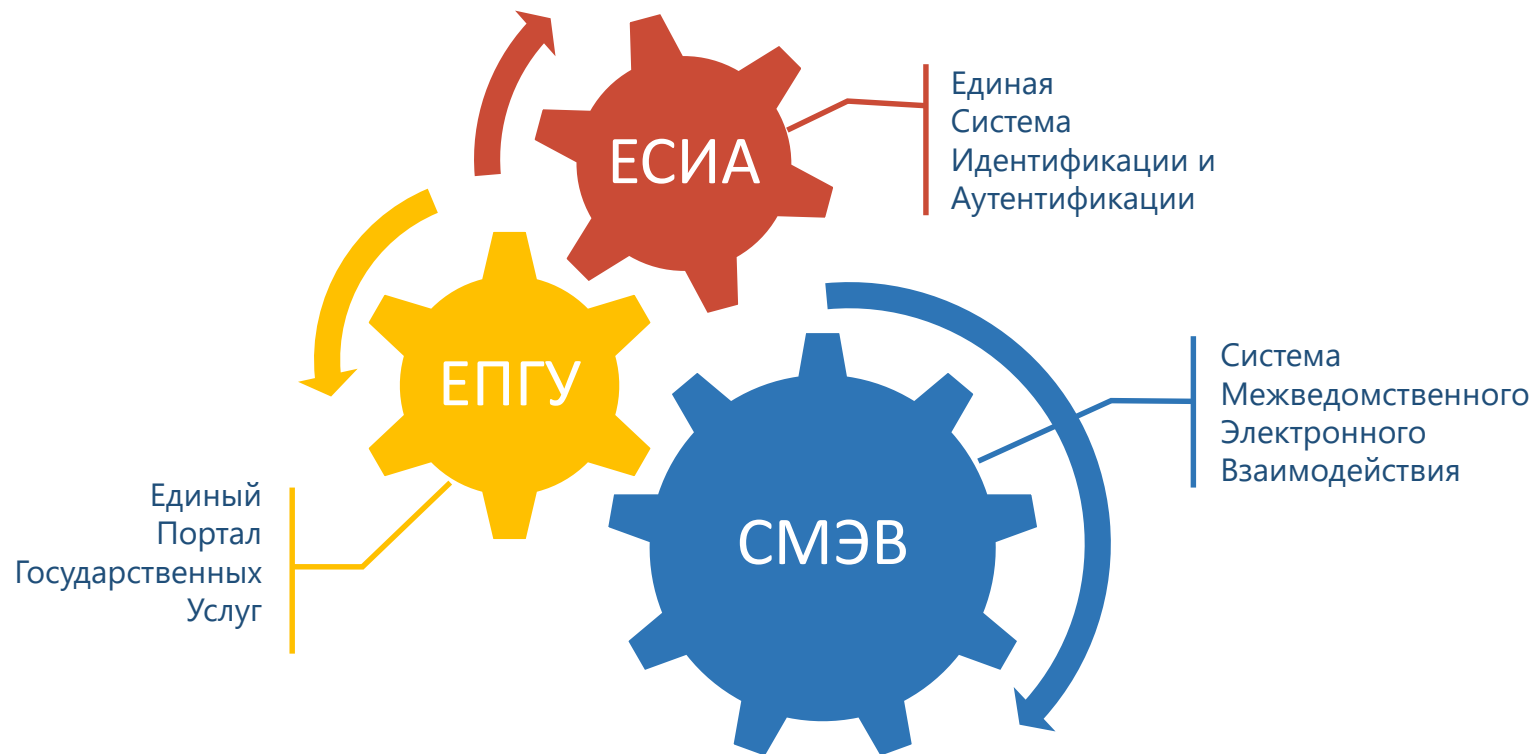 ЕСИА
Единая
Система
Идентификации и
Аутентификации
ЕПГУ
Единый
Портал
Государственных
Услуг
СМЭВ
Система
Межведомственного
Электронного
Взаимодействия